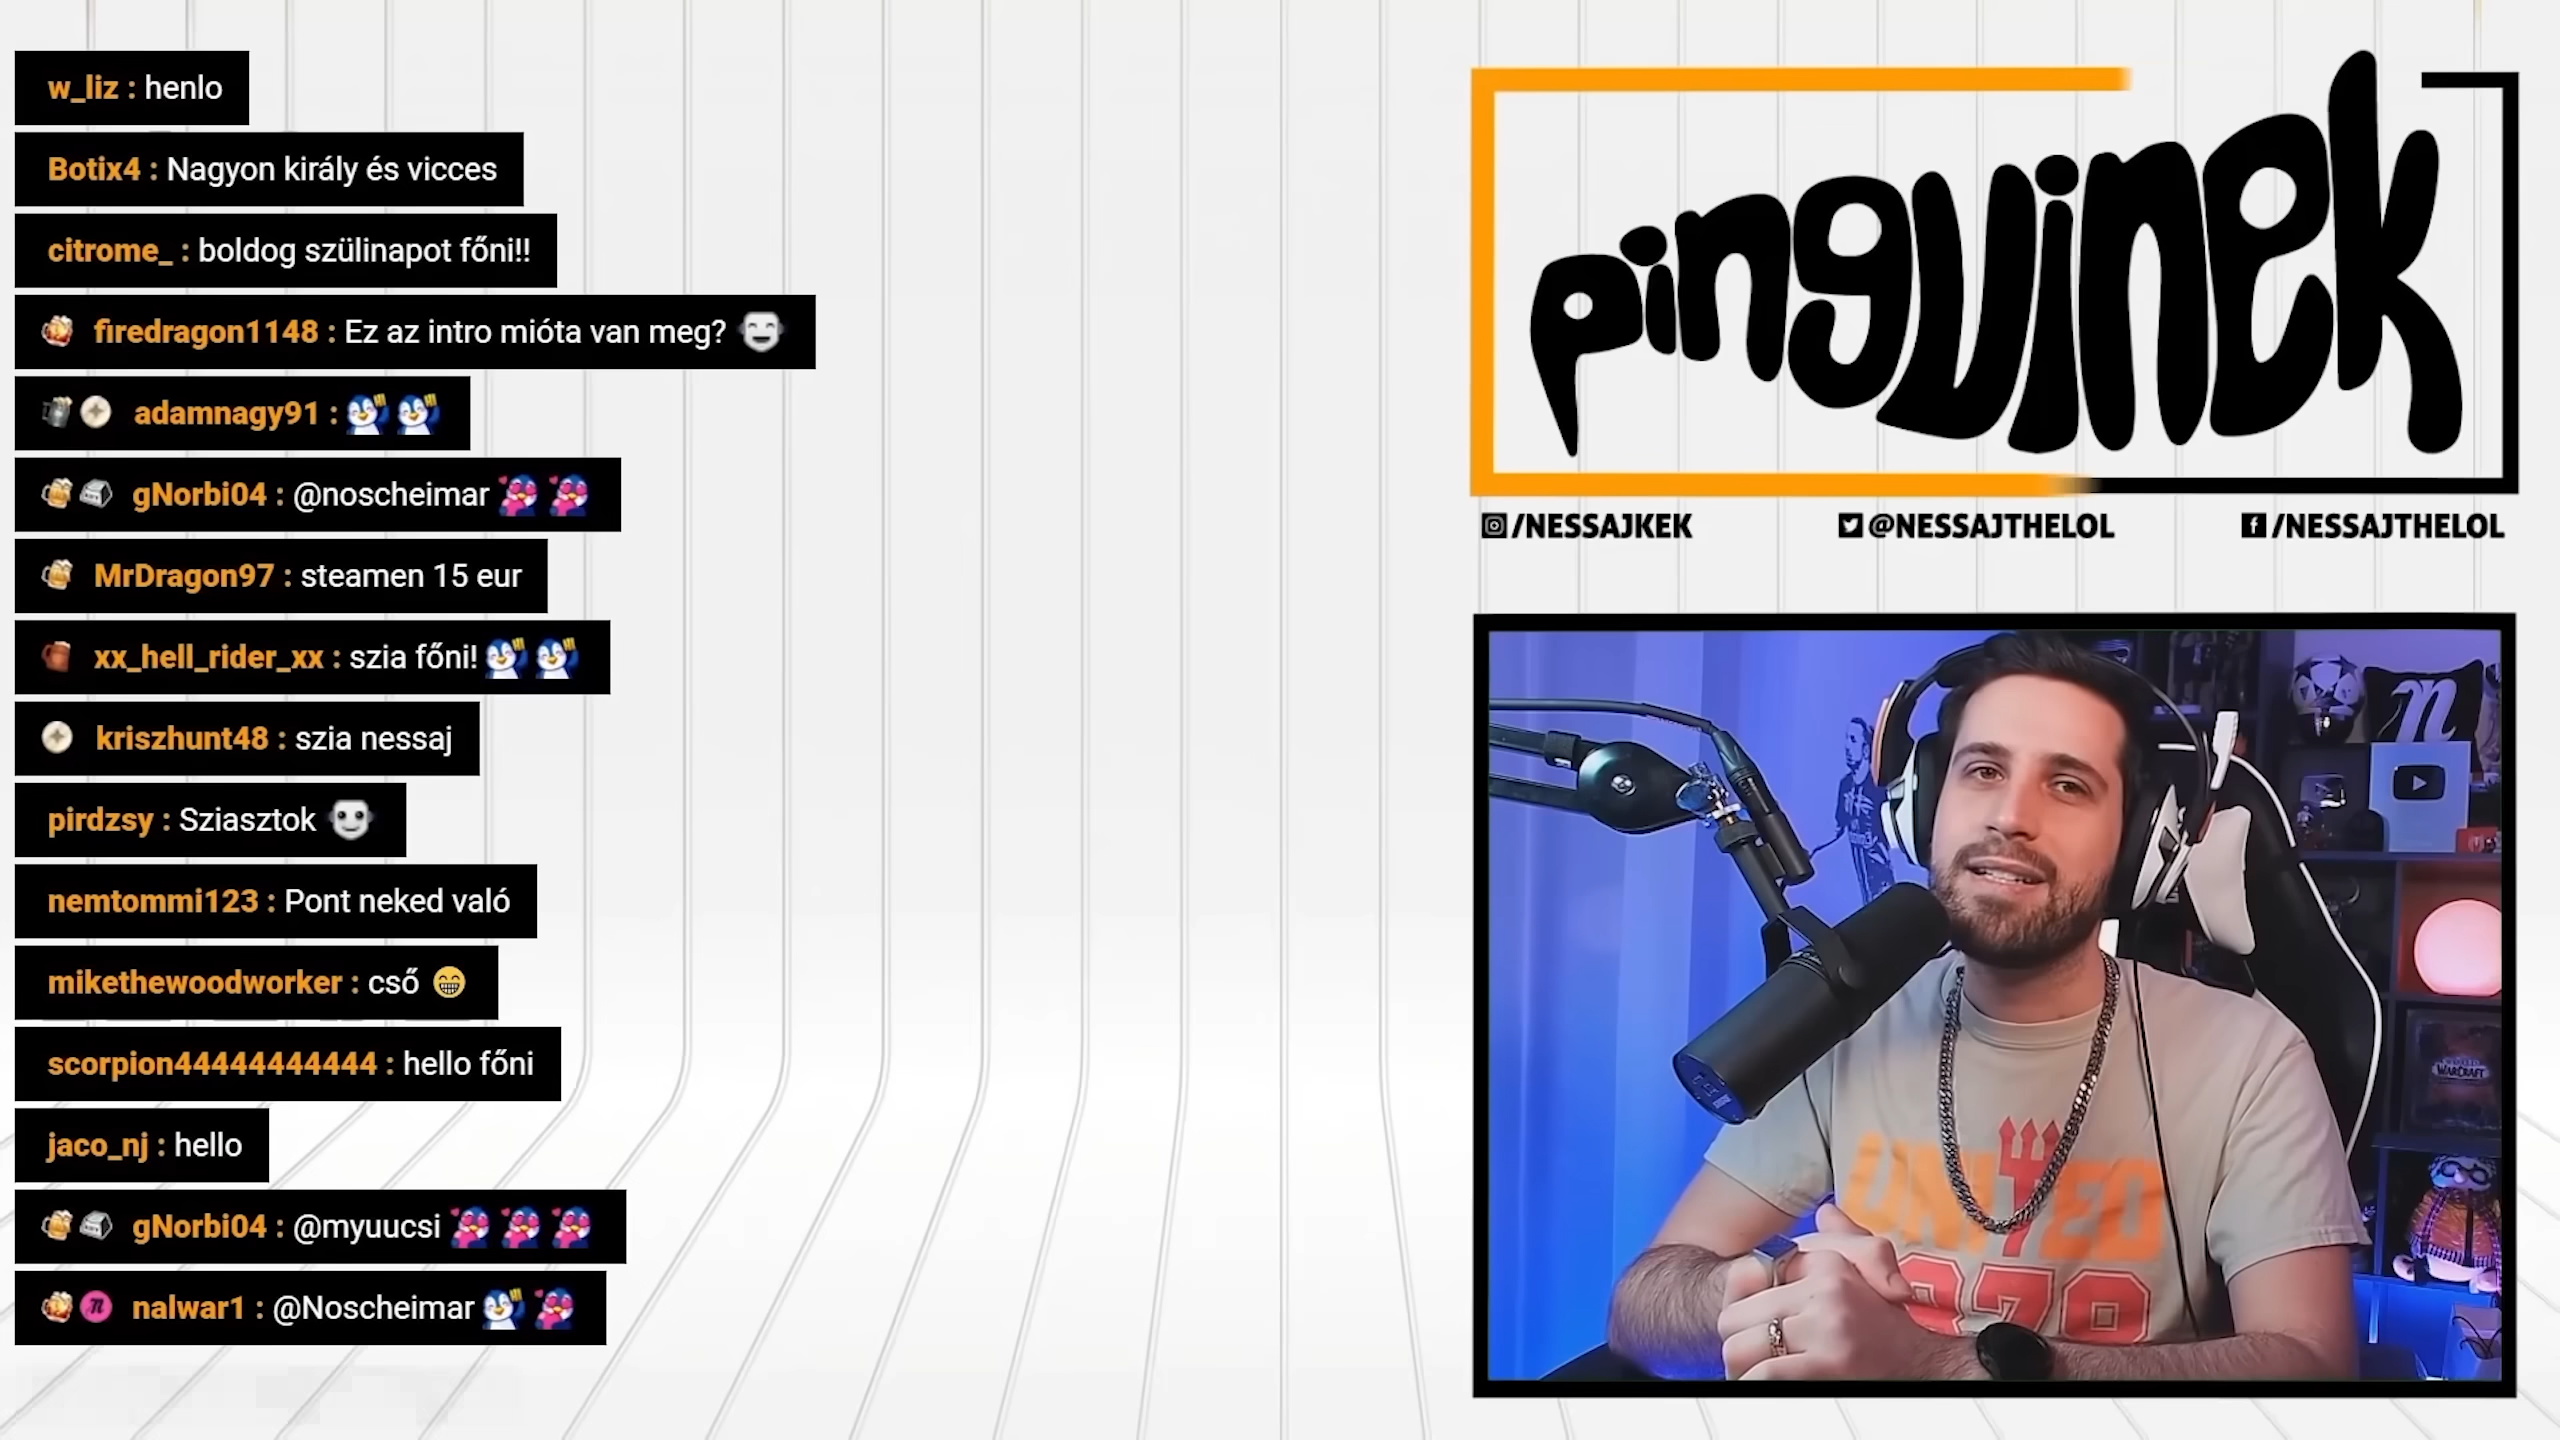 w_liz : henlo
Botix4 : Nagyon király és vicces
citrome_ : boldog szülinapot főni!!
firedragon1148 : Ez az intro mióta van meg?
adamnagy91 :
gNorbi04 : @noscheimar
MrDragon97 : steamen 15 eur
xx_hell_rider_xx : szia főni!
kriszhunt48 : szia nessaj
pirdzsy : Sziasztok
nemtommi123 : Pont neked való
mikethewoodworker : cső 😁
scorpion44444444444 : hello főni
jaco_nj : hello
gNorbi04 : @myuucsi
nalwar1 : @Noscheimar
pingvinek
/NESSAJKEK
@NESSAJTHELOL
/NESSAJTHELOL
n
WARCRAFT
UNITED